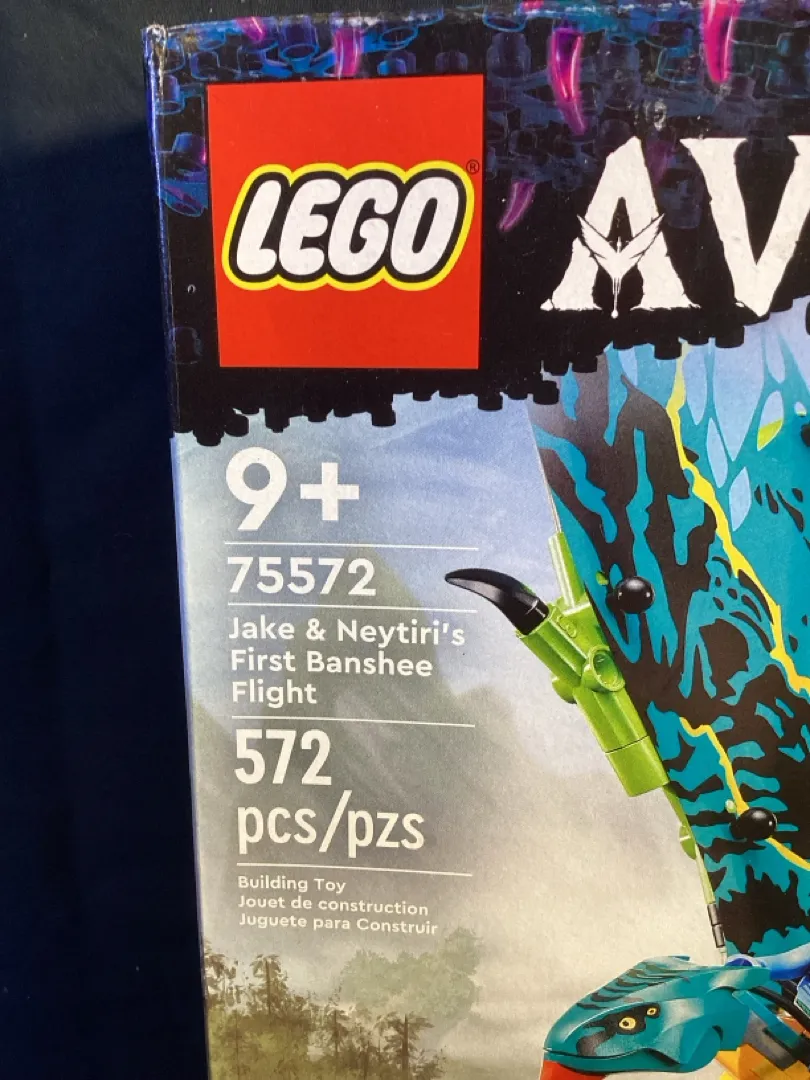 LEGO®
AV
9+
75572
Jake & Neytiri's
First Banshee
Flight
572
pcs/pzs
Building Toy
Jouet de construction
Juguete para Construir